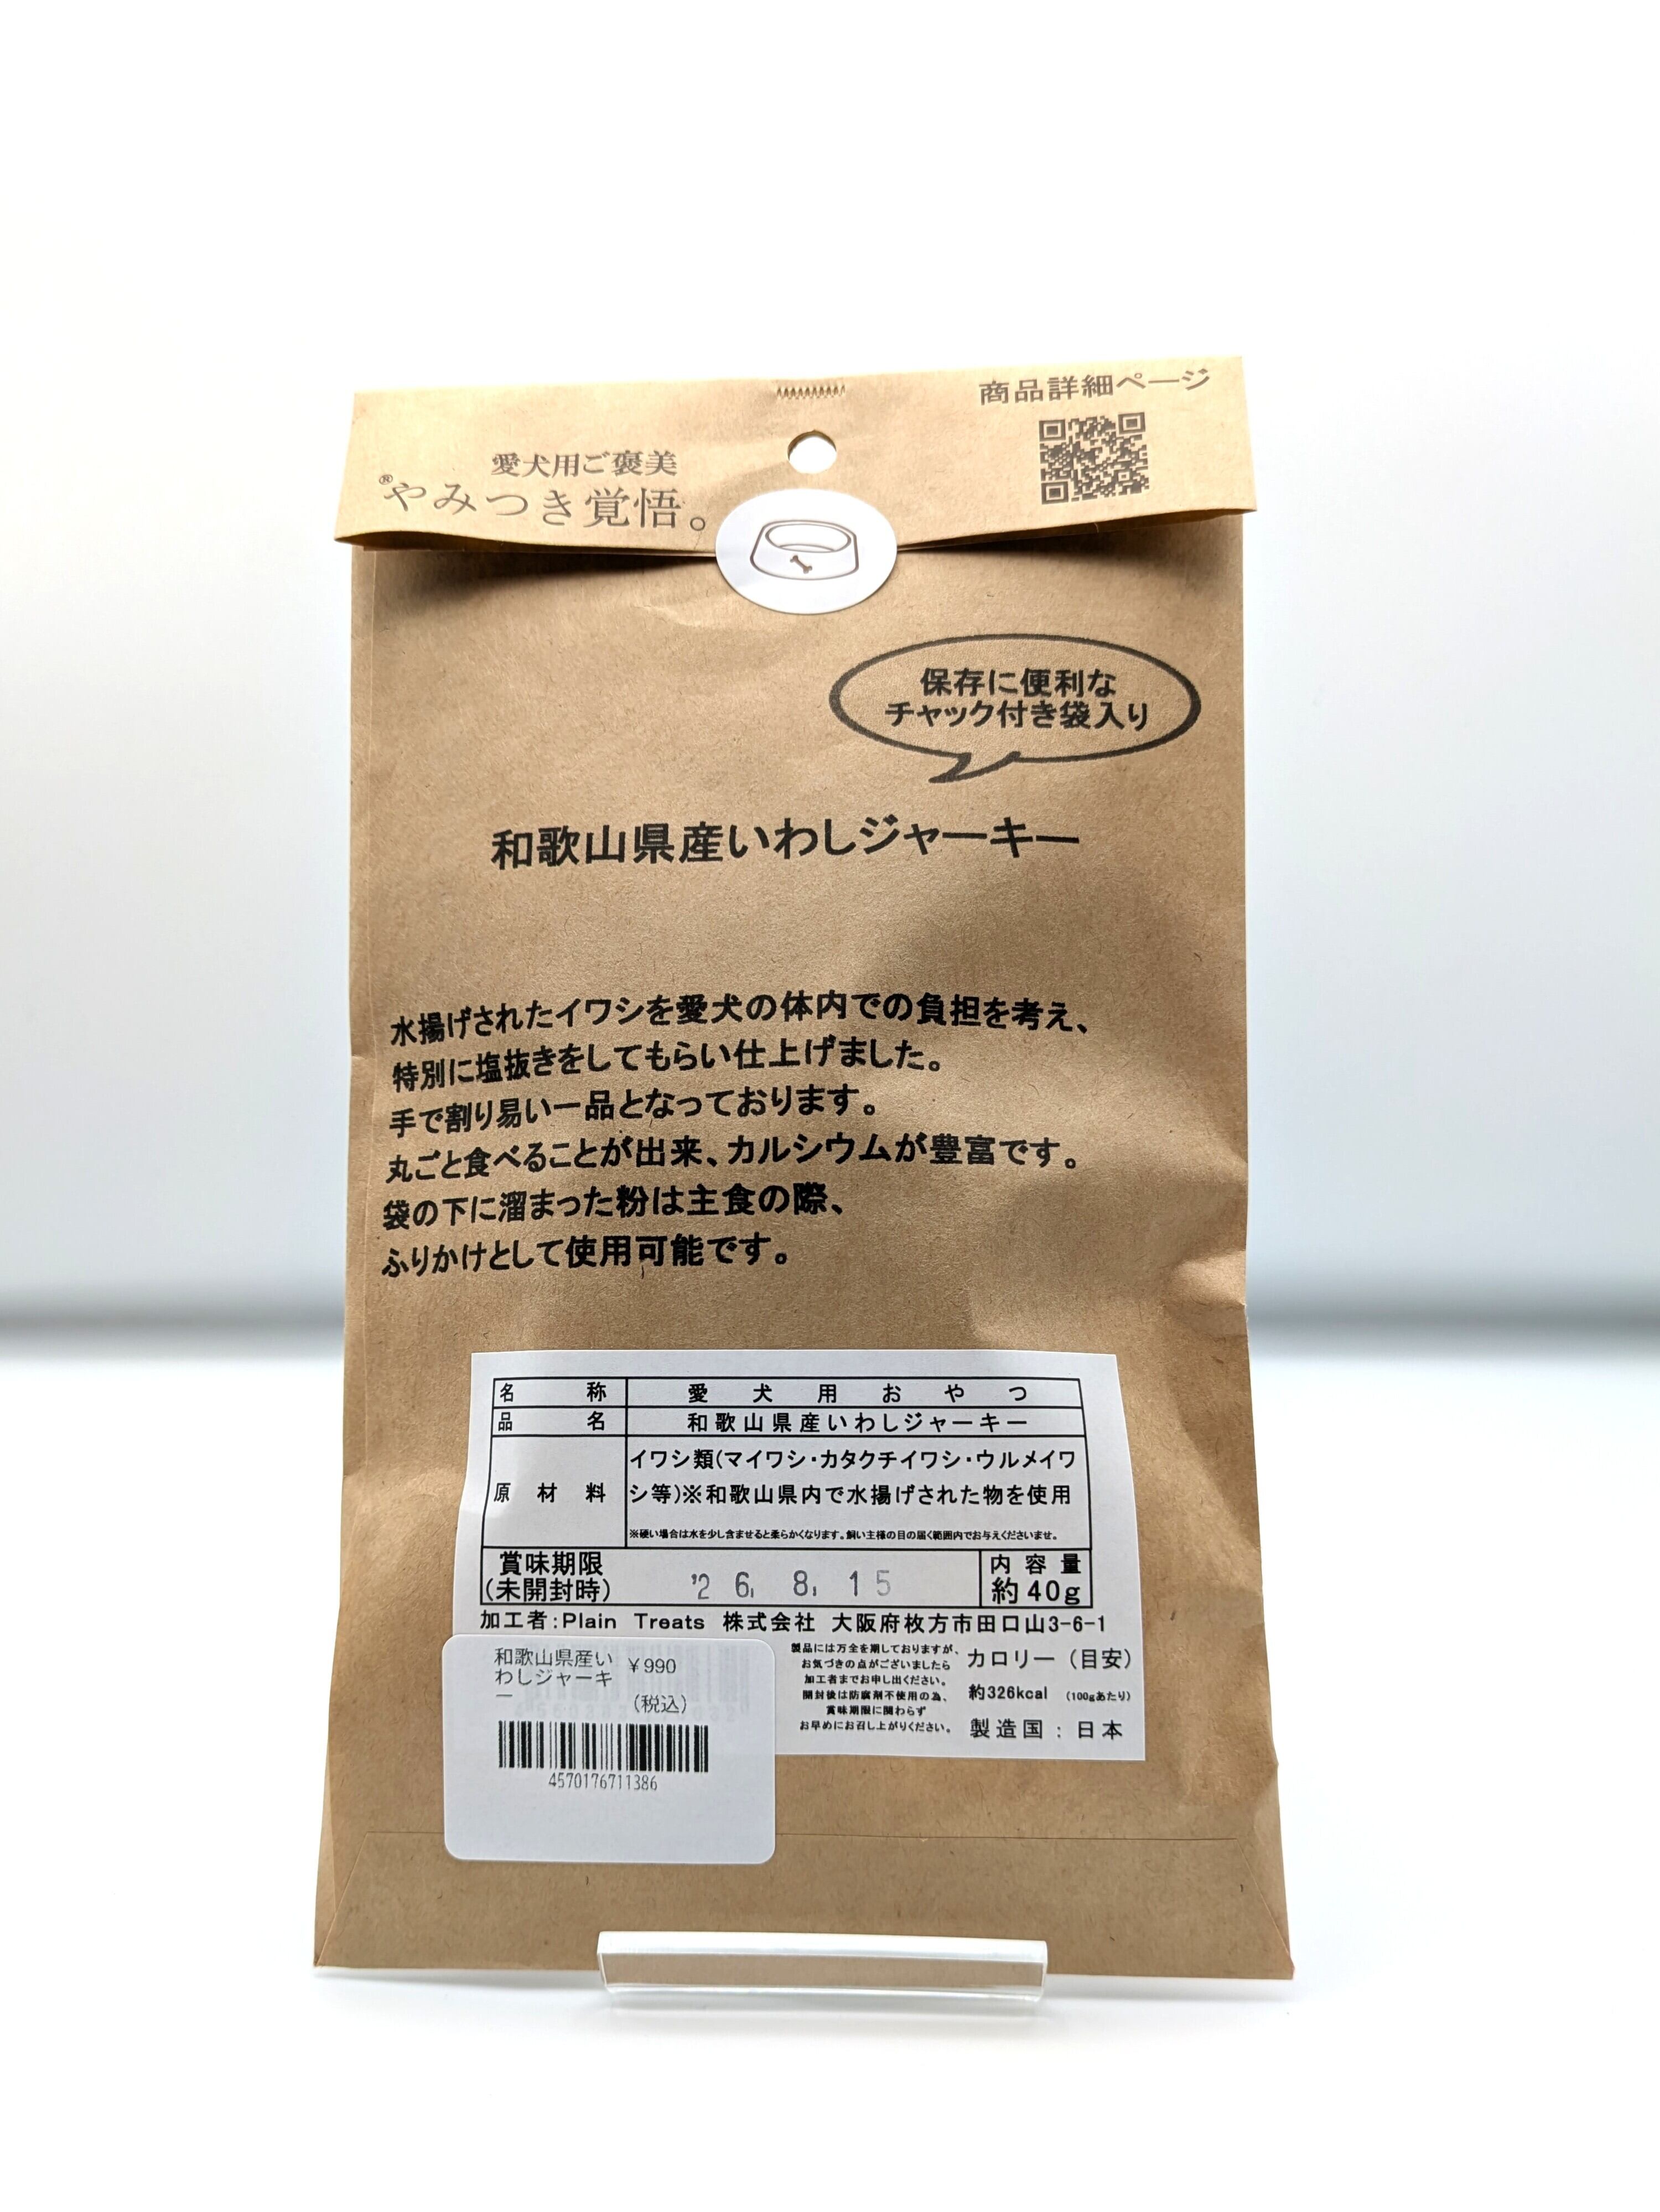 商品詳細ページ
愛犬用ご褒美
®やみつき覚悟。
保存に便利な
チャック付き袋入り
和歌山県産いわしジャーキー
水揚げされたイワシを愛犬の体内での負担を考え、
特別に塩抜きをしてもらい仕上げました。
手で割り易い一品となっております。
丸ごと食べることが出来、カルシウムが豊富です。
袋の下に溜まった粉は主食の際、
ふりかけとして使用可能です。
名称 愛犬用おやつ
品名 和歌山県産いわしジャーキー
原材料 イワシ類(マイワシ・カタクチイワシ・ウルメイワ
シ等)※和歌山県内で水揚げされた物を使用
※硬い場合は水を少し含ませると柔らかくなります。飼い主様の目の届く範囲内でお与えくださいませ。
賞味期限
(未開封時)
'26. 8. 15
内容量
約40g
加工者:Plain Treats 株式会社 大阪府枚方市田口山3-6-1
製品には万全を期しておりますが、
お気づきの点がございましたら
加工者までお申し出ください。
開封後は防腐剤不使用の為、
賞味期限に関わらず
お早めにお召し上がりください。
カロリー（目安）
約326kcal (100gあたり)
製造国：日本
和歌山県産い
わしジャーキ
ー
￥990
(税込)
4570176711386